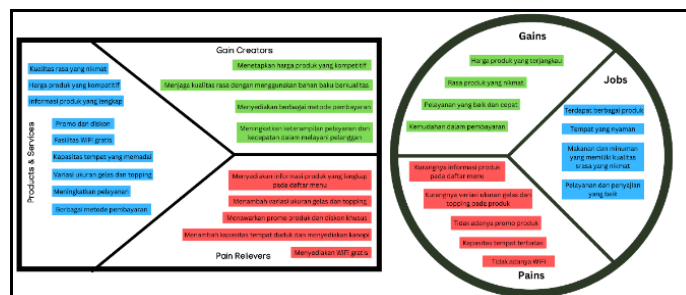 Gain Creators
Menetapkan harga produk yang kompetitif
Menjaga kualitas rasa dengan menggunakan bahan baku berkualitas
Menyediakan berbagai metode pembayaran
Meningkatkan keterampilan pelayanan dan
kecepatan dalam melayani pelanggan
Products & Services
Kualitas rasa yang nikmat
Harga produk yang kompetitif
Informasi produk yang lengkap
Promo dan diskon
Fasilitas WIFI gratis
Kapasitas tempat yang memadai
Variasi ukuran gelas dan topping
Meningkatkan pelayanan
Berbagai metode pembayaran
Menyediakan informasi produk yang lengkap
pada daftar menu
Menambah variasi ukuran gelas dan topping
Menawarkan promo produk dan diskon khusus
Menambah kapasitas tempat duduk dan menyediakan kanopi
Menyediakan WIFI gratis
Pain Relievers
Gains
Harga produk yang terjangkau
Rasa produk yang nikmat
Pelayanan yang baik dan cepat
Kemudahan dalam pembayaran
Jobs
Terdapat berbagai produk
Tempat yang nyaman
Makanan dan minuman
yang memiliki kualitas
srasa yang nikmat
Pelayanan dan penyajian
yang baik
Kurangnya informasi produk
pada daftar menu
Kurangnya variasi ukuran gelas dan
topping pada produk
Tidak adanya promo produk
Kapasitas tempat terbatas
Tidak adanya WIFI
Pains